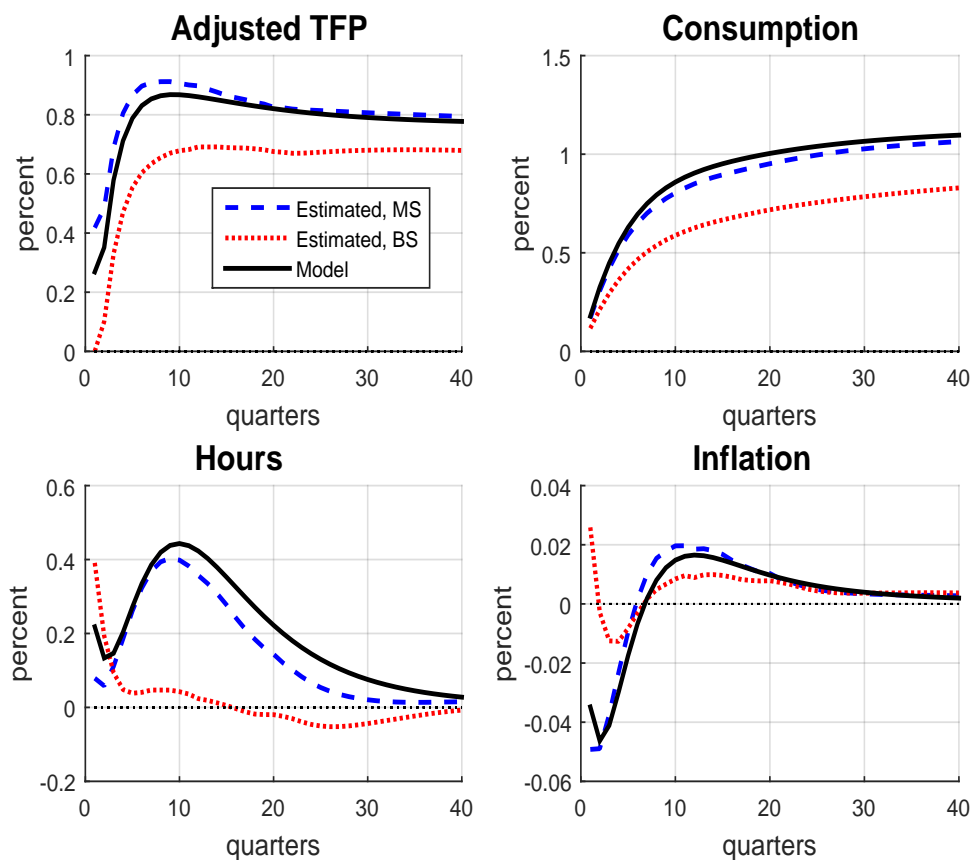 Adjusted TFP
1
0.8
0.6
0.4
0.2
0
percent
0 10 20 30 40
quarters
Estimated, MS
Estimated, BS
Model
Consumption
1.5
1
0.5
0
percent
0 10 20 30 40
quarters
Hours
0.6
0.4
0.2
0
-0.2
percent
0 10 20 30 40
quarters
Inflation
0.04
0.02
0
-0.02
-0.04
-0.06
percent
0 10 20 30 40
quarters